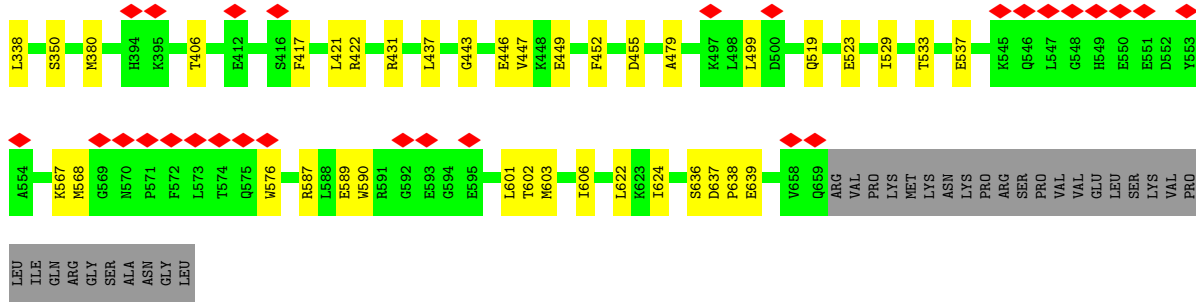 L338 S350 M380 H394 K395 T406 E412 S416 F417 L421 R422 R431 L437 G443 E446 V447 K448 E449 F452 D455 A479 K497 L498 L499 D500 Q519 E523 I529 T533 E537 K545 Q546 L547 G548 H549 E550 E551 D552 Y553
A554 K567 M568 G569 N570 P571 F572 L573 T574 Q575 W576 R587 L588 E589 W590 R591 G592 E593 G594 E595 L601 T602 M603 I606 L622 K623 I624 S636 D637 P638 E639 V658 Q659 ARG VAL PRO LYS MET LYS ASN LYS PRO ARG SER PRO VAL VAL GLU LEU SER LYS VAL PRO
LEU ILE GLN ARG GLY SER ALA ASN GLY LEU